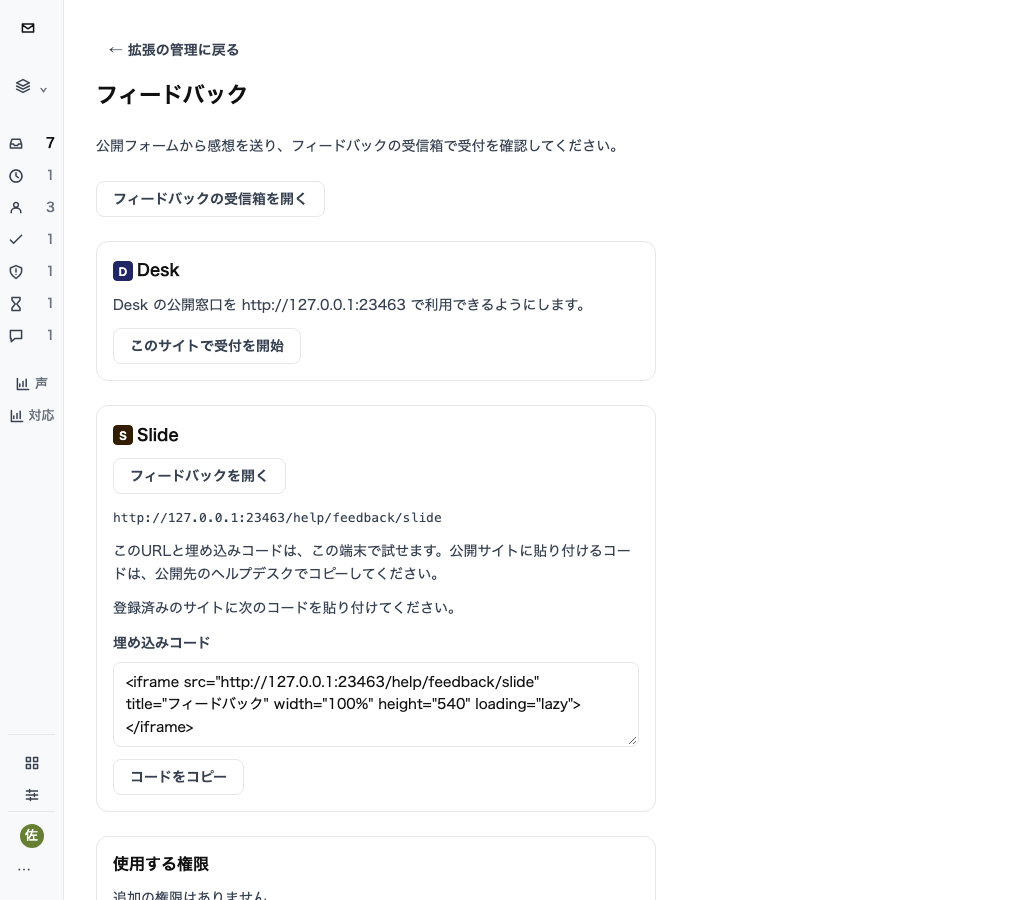 ← 拡張の管理に戻る
フィードバック
公開フォームから感想を送り、フィードバックの受信箱で受付を確認してください。
フィードバックの受信箱を開く
7
1
3
1
1
1
1
声
対応
D Desk
Desk の公開窓口を http://127.0.0.1:23463 で利用できるようにします。
このサイトで受付を開始
S Slide
フィードバックを開く
http://127.0.0.1:23463/help/feedback/slide
このURLと埋め込みコードは、この端末で試せます。公開サイトに貼り付けるコー
ドは、公開先のヘルプデスクでコピーしてください。
登録済みのサイトに次のコードを貼り付けてください。
埋め込みコード
<iframe src="http://127.0.0.1:23463/help/feedback/slide"
title="フィードバック" width="100%" height="540" loading="lazy">
</iframe>
コードをコピー
佐
使用する権限
追加の権限はありません